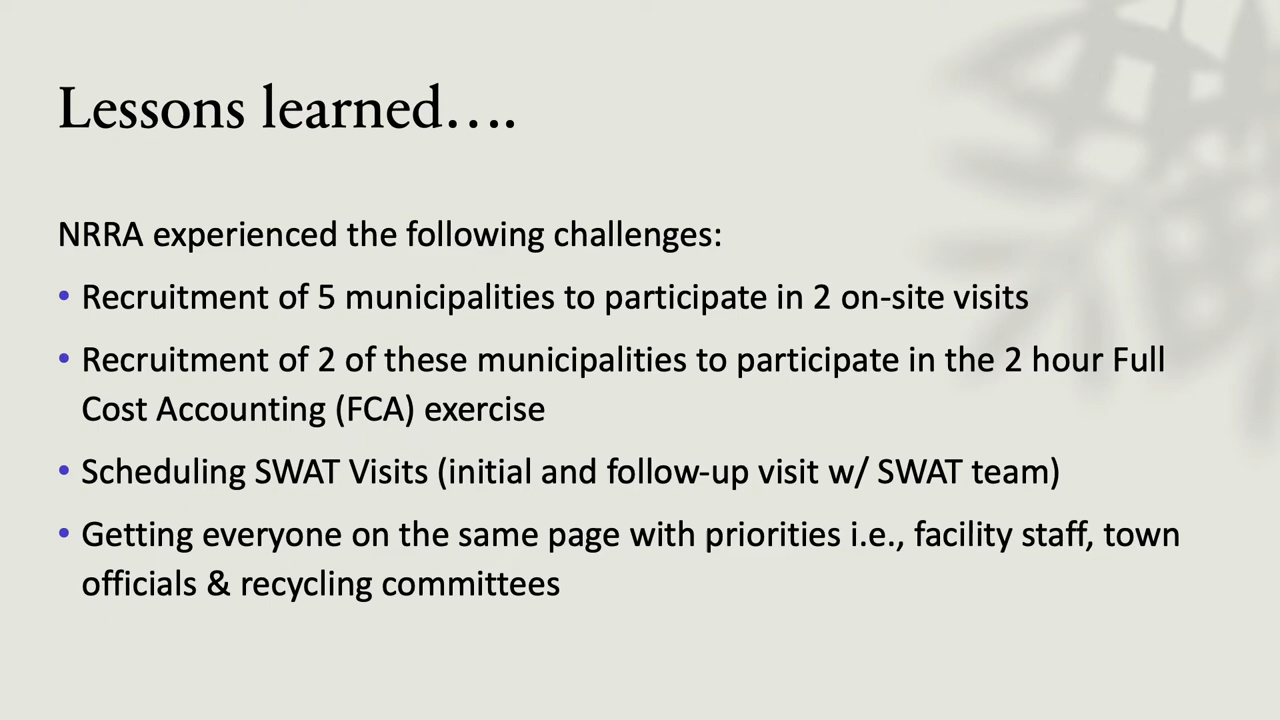 Lessons learned….
NRRA experienced the following challenges:
• Recruitment of 5 municipalities to participate in 2 on-site visits
• Recruitment of 2 of these municipalities to participate in the 2 hour Full
Cost Accounting (FCA) exercise
• Scheduling SWAT Visits (initial and follow-up visit w/ SWAT team)
• Getting everyone on the same page with priorities i.e., facility staff, town
officials & recycling committees